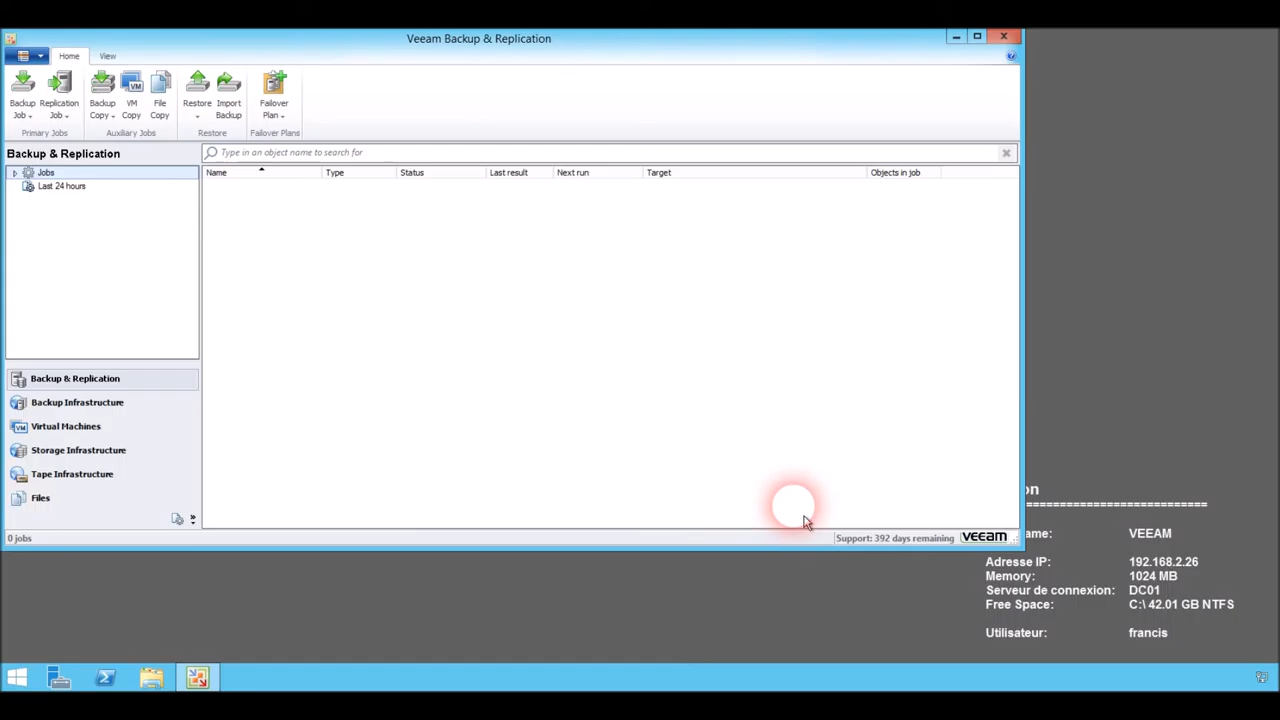 Veeam Backup & Replication
Home View
Backup Job Replication Job Backup Copy VM Copy File Copy Restore Import Backup Failover Plan
Primary Jobs Auxiliary Jobs Restore Failover Plans
Backup & Replication
Type in an object name to search for
Jobs
Last 24 hours
Name Type Status Last result Next run Target Objects in job
Backup & Replication
Backup Infrastructure
Virtual Machines
Storage Infrastructure
Tape Infrastructure
Files
0 jobs
Support: 392 days remaining veeam
on
==========================
ame: VEEAM
Adresse IP: 192.168.2.26
Memory: 1024 MB
Serveur de connexion: DC01
Free Space: C:\ 42.01 GB NTFS
Utilisateur: francis